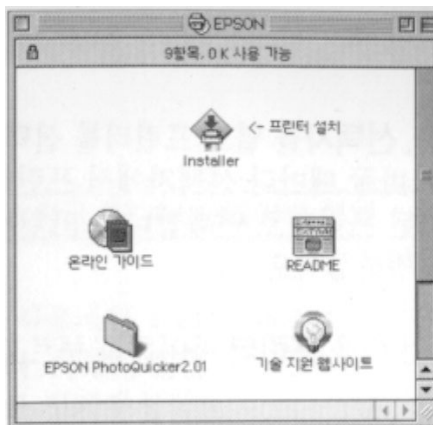 EPSON
9항목, 0 K 사용 가능
<- 프린터 설치
Installer
온라인 가이드
README
EPSON PhotoQuicker2.01
기술 지원 웹사이트